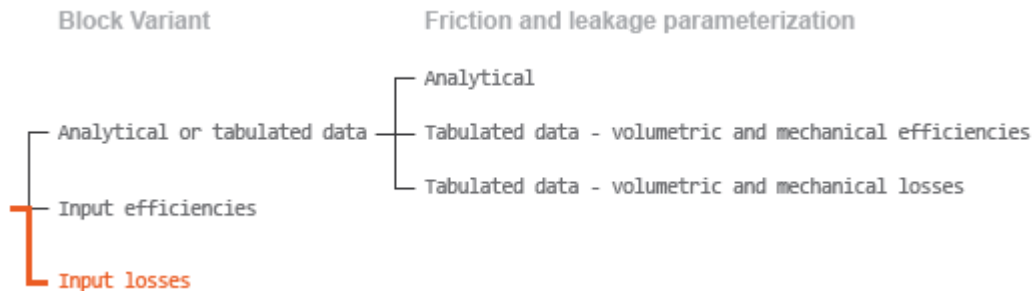 Block Variant Friction and leakage parameterization
Analytical
Analytical or tabulated data Tabulated data - volumetric and mechanical efficiencies
Tabulated data - volumetric and mechanical losses
Input efficiencies
Input losses